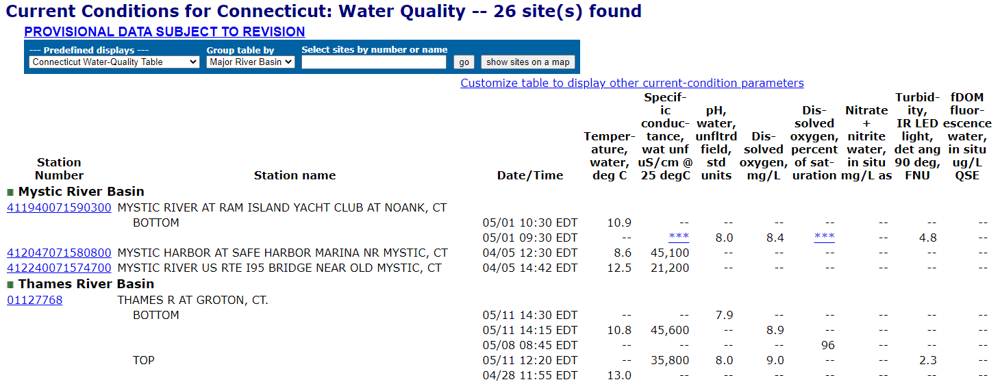 Current Conditions for Connecticut: Water Quality -- 26 site(s) found
PROVISIONAL DATA SUBJECT TO REVISION
--- Predefined displays --- Group table by Select sites by number or name
Connecticut Water-Quality Table Major River Basin go show sites on a map
Customize table to display other current-condition parameters
Specif- Turbid- fDOM
ic pH, Dis- Nitrate ity, fluor-
conduc- water, solved + IR LED escence
Temper- tance, unfltrd Dis- oxygen, nitrite light, water,
ature, wat unf field, solved percent water, det ang in situ
Station water, uS/cm @ std oxygen, of sat- in situ 90 deg, ug/L
Number Station name Date/Time deg C 25 degC units mg/L uration mg/L as FNU QSE
Mystic River Basin
411940071590300 MYSTIC RIVER AT RAM ISLAND YACHT CLUB AT NOANK, CT
BOTTOM 05/01 10:30 EDT 10.9 -- -- -- -- -- -- --
05/01 09:30 EDT -- *** 8.0 8.4 *** -- 4.8 --
412047071580800 MYSTIC HARBOR AT SAFE HARBOR MARINA NR MYSTIC, CT 04/05 12:30 EDT 8.6 45,100 -- -- -- -- -- --
412240071574700 MYSTIC RIVER US RTE I95 BRIDGE NEAR OLD MYSTIC, CT 04/05 14:42 EDT 12.5 21,200 -- -- -- -- -- --
Thames River Basin
01127768 THAMES R AT GROTON, CT.
BOTTOM 05/11 14:30 EDT -- -- 7.9 -- -- -- -- --
05/11 14:15 EDT 10.8 45,600 -- 8.9 -- -- -- --
05/08 08:45 EDT -- -- -- -- 96 -- -- --
TOP 05/11 12:20 EDT -- 35,800 8.0 9.0 -- -- 2.3 --
04/28 11:55 EDT 13.0 -- -- -- -- -- -- --